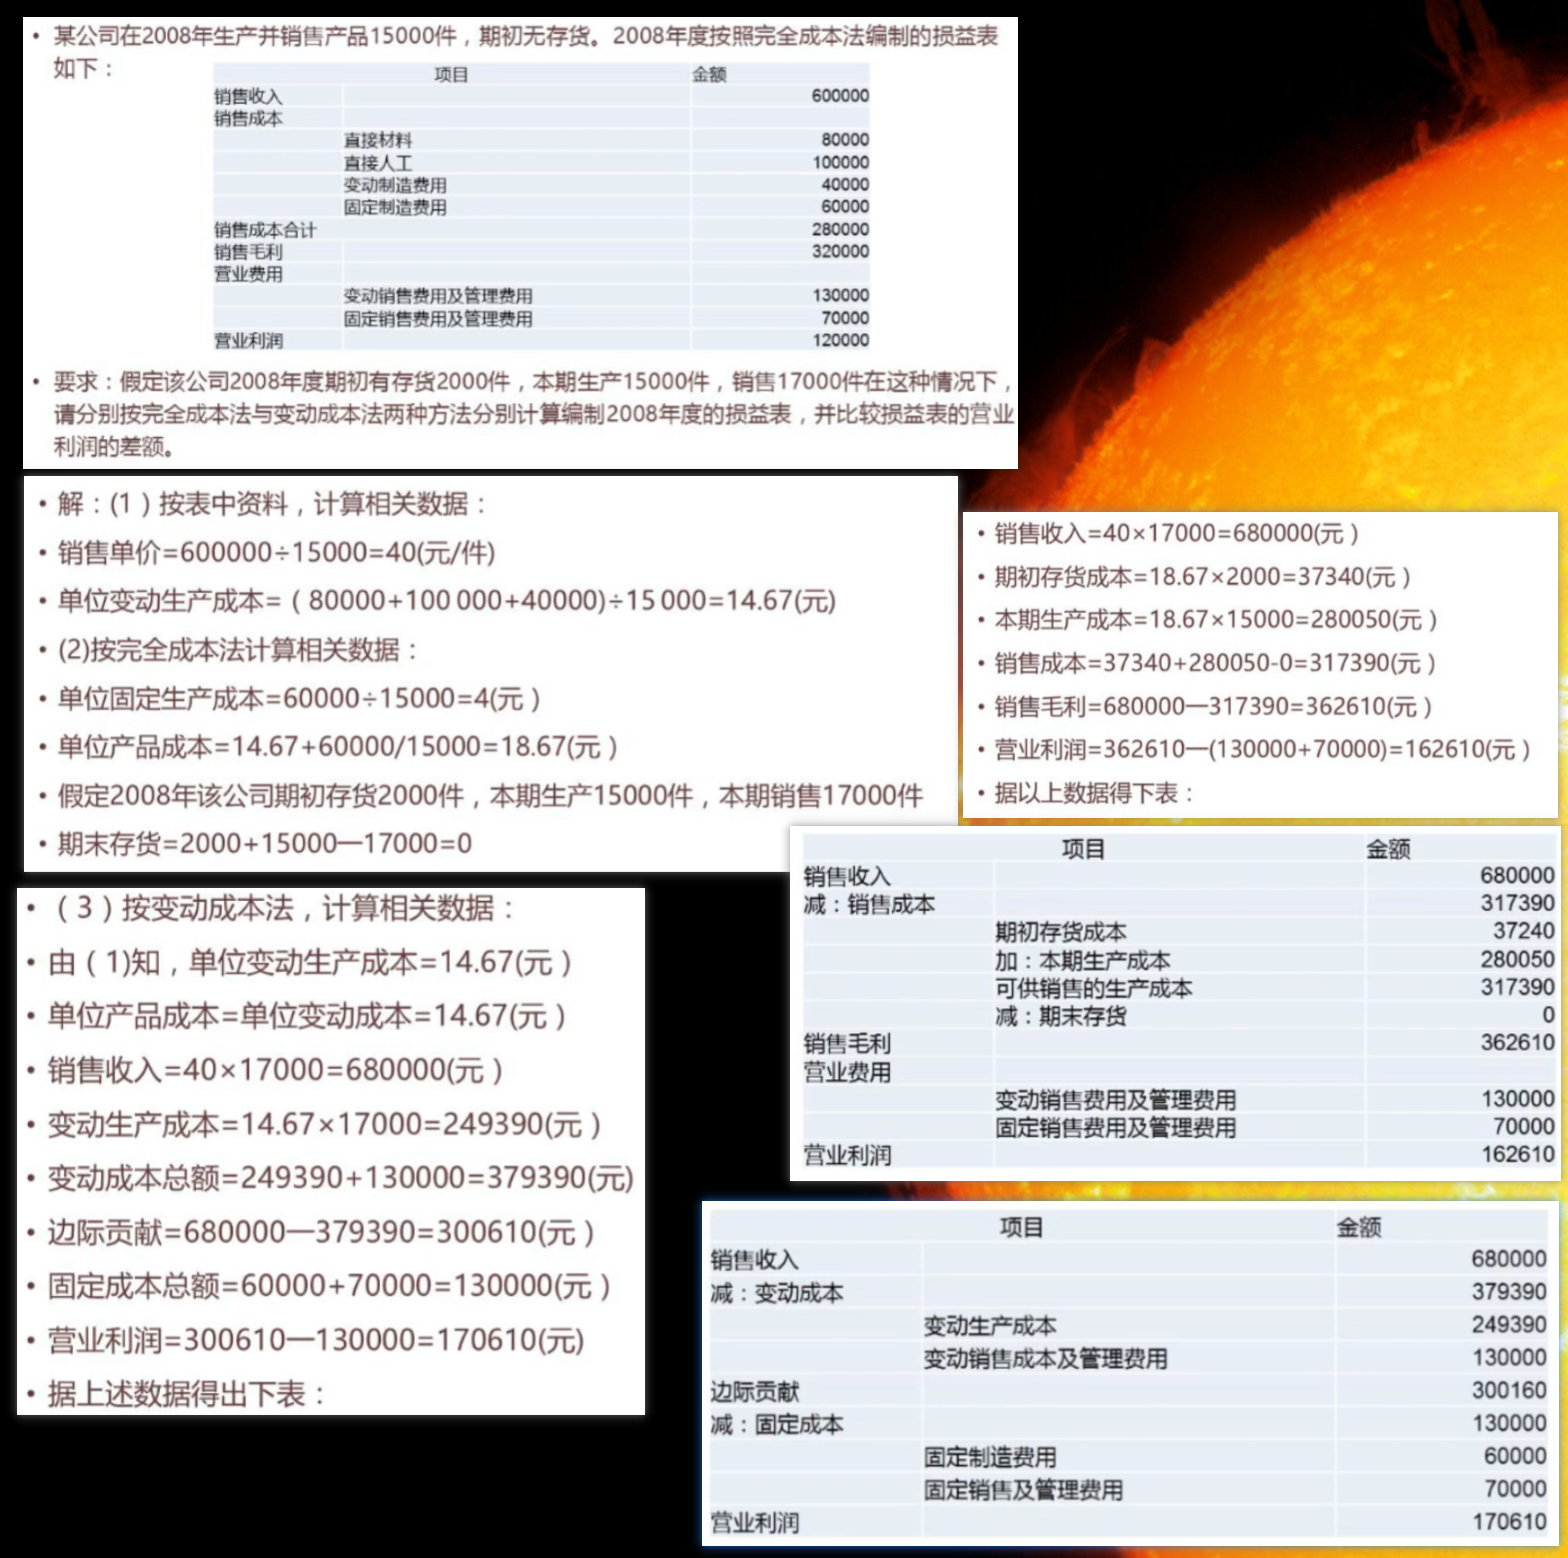 • 某公司在2008年生产并销售产品15000件，期初无存货。2008年度按照完全成本法编制的损益表
如下：
项目 金额
销售收入 600000
销售成本
直接材料 80000
直接人工 100000
变动制造费用 40000
固定制造费用 60000
销售成本合计 280000
销售毛利 320000
营业费用
变动销售费用及管理费用 130000
固定销售费用及管理费用 70000
营业利润 120000
• 要求：假定该公司2008年度期初有存货2000件，本期生产15000件，销售17000件在这种情况下，
请分别按完全成本法与变动成本法两种方法分别计算编制2008年度的损益表，并比较损益表的营业
利润的差额。
• 解：(1）按表中资料，计算相关数据：
• 销售单价=600000÷15000=40(元/件)
• 单位变动生产成本=（80000+100 000+40000)÷15 000=14.67(元)
• (2)按完全成本法计算相关数据：
• 单位固定生产成本=60000÷15000=4(元）
• 单位产品成本=14.67+60000/15000=18.67(元）
• 假定2008年该公司期初存货2000件，本期生产15000件，本期销售17000件
• 期末存货=2000+15000—17000=0
• 销售收入=40×17000=680000(元）
• 期初存货成本=18.67×2000=37340(元）
• 本期生产成本=18.67×15000=280050(元）
• 销售成本=37340+280050-0=317390(元）
• 销售毛利=680000—317390=362610(元）
• 营业利润=362610—(130000+70000)=162610(元）
• 据以上数据得下表：
项目 金额
销售收入 680000
减：销售成本 317390
期初存货成本 37240
加：本期生产成本 280050
可供销售的生产成本 317390
减：期末存货 0
销售毛利 362610
营业费用
变动销售费用及管理费用 130000
固定销售费用及管理费用 70000
营业利润 162610
• （3）按变动成本法，计算相关数据：
• 由（1)知，单位变动生产成本=14.67(元）
• 单位产品成本=单位变动成本=14.67(元）
• 销售收入=40×17000=680000(元）
• 变动生产成本=14.67×17000=249390(元）
• 变动成本总额=249390+130000=379390(元)
• 边际贡献=680000—379390=300610(元）
• 固定成本总额=60000+70000=130000(元）
• 营业利润=300610—130000=170610(元)
• 据上述数据得出下表：
项目 金额
销售收入 680000
减：变动成本 379390
变动生产成本 249390
变动销售成本及管理费用 130000
边际贡献 300160
减：固定成本 130000
固定制造费用 60000
固定销售及管理费用 70000
营业利润 170610